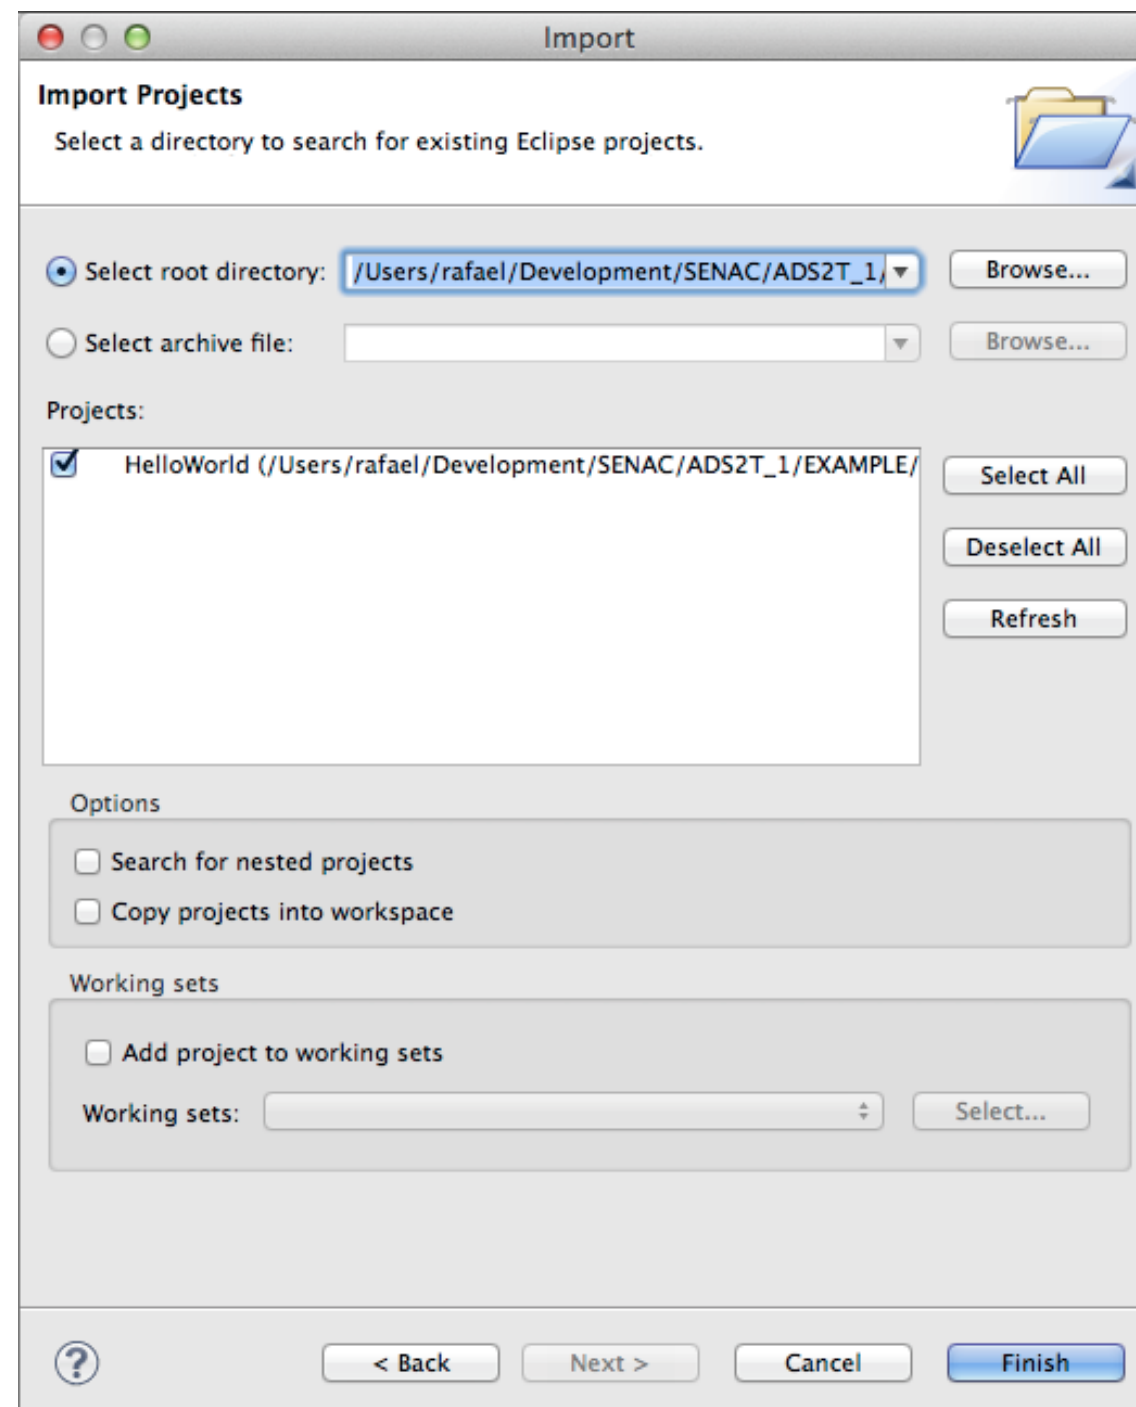 Import
Import Projects
Select a directory to search for existing Eclipse projects.
Select root directory: /Users/rafael/Development/SENAC/ADS2T_1/ Browse...
Select archive file: Browse...
Projects:
HelloWorld (/Users/rafael/Development/SENAC/ADS2T_1/EXAMPLE/
Select All
Deselect All
Refresh
Options
Search for nested projects
Copy projects into workspace
Working sets
Add project to working sets
Working sets: Select...
? < Back Next > Cancel Finish